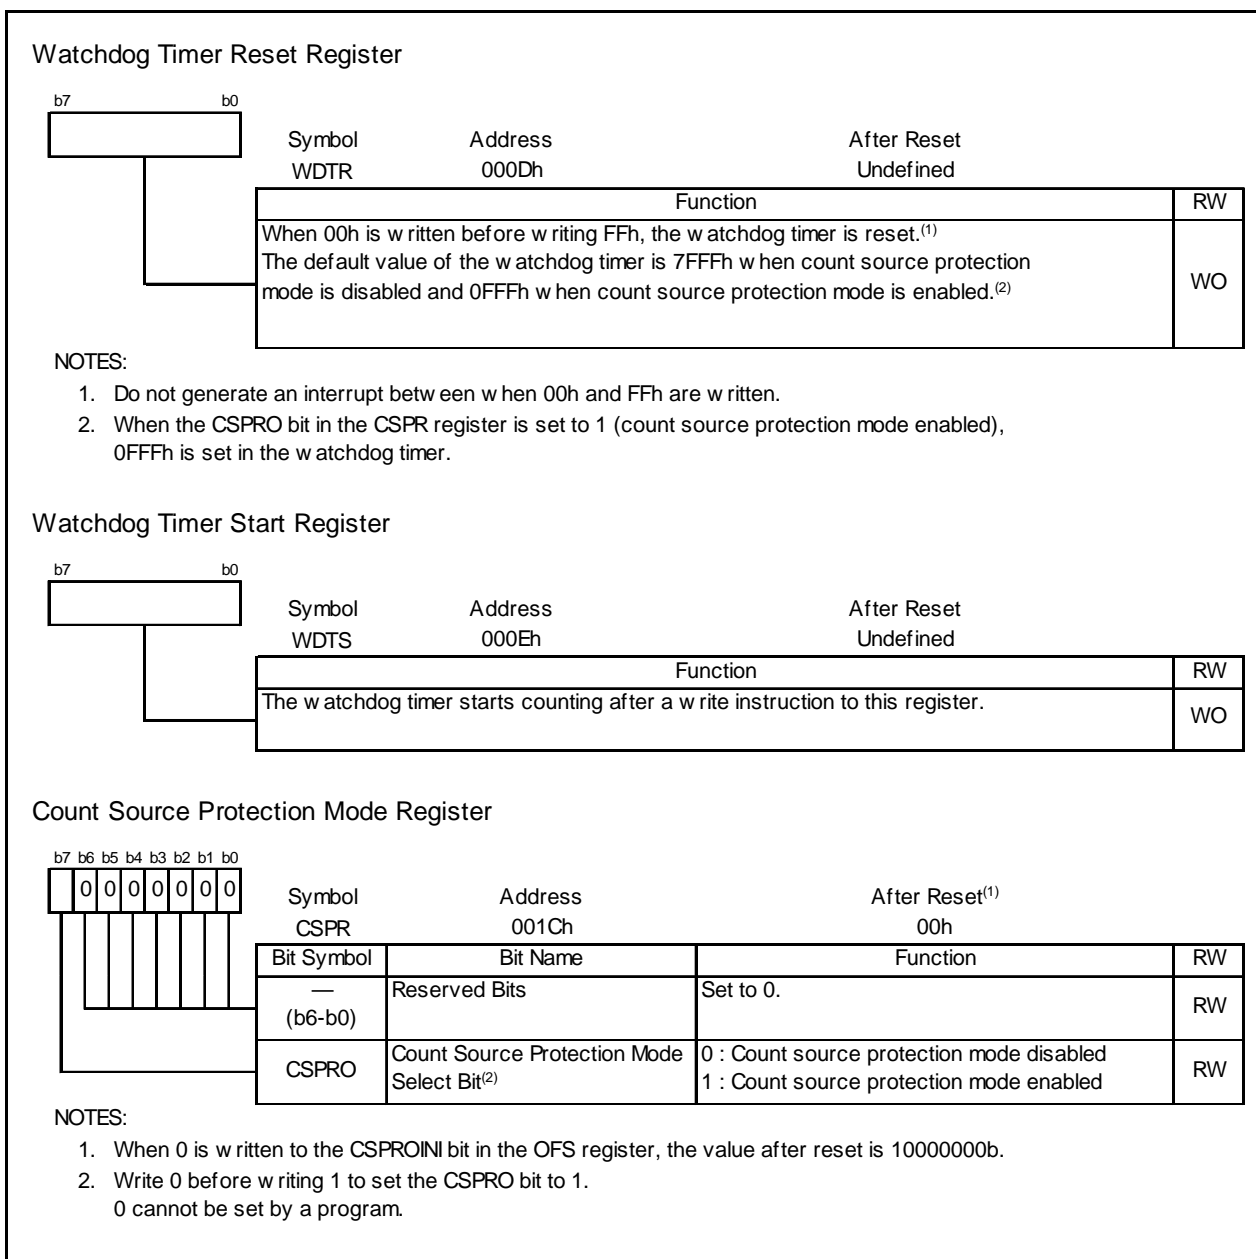 Watchdog Timer Reset Register
b7 b0
Symbol Address After Reset
WDTR 000Dh Undefined
Function RW
When 00h is written before writing FFh, the watchdog timer is reset.(1)
The default value of the watchdog timer is 7FFFh when count source protection
mode is disabled and 0FFFh when count source protection mode is enabled.(2)
WO
NOTES:
1. Do not generate an interrupt between when 00h and FFh are written.
2. When the CSPRO bit in the CSPR register is set to 1 (count source protection mode enabled),
0FFFh is set in the watchdog timer.
Watchdog Timer Start Register
b7 b0
Symbol Address After Reset
WDTS 000Eh Undefined
Function RW
The watchdog timer starts counting after a write instruction to this register.
WO
Count Source Protection Mode Register
b7 b6 b5 b4 b3 b2 b1 b0
0 0 0 0 0 0 0
Symbol Address After Reset(1)
CSPR 001Ch 00h
Bit Symbol Bit Name Function RW
— Reserved Bits Set to 0.
(b6-b0) RW
CSPRO Count Source Protection Mode 0 : Count source protection mode disabled RW
Select Bit(2) 1 : Count source protection mode enabled
NOTES:
1. When 0 is written to the CSPROINI bit in the OFS register, the value after reset is 10000000b.
2. Write 0 before writing 1 to set the CSPRO bit to 1.
0 cannot be set by a program.